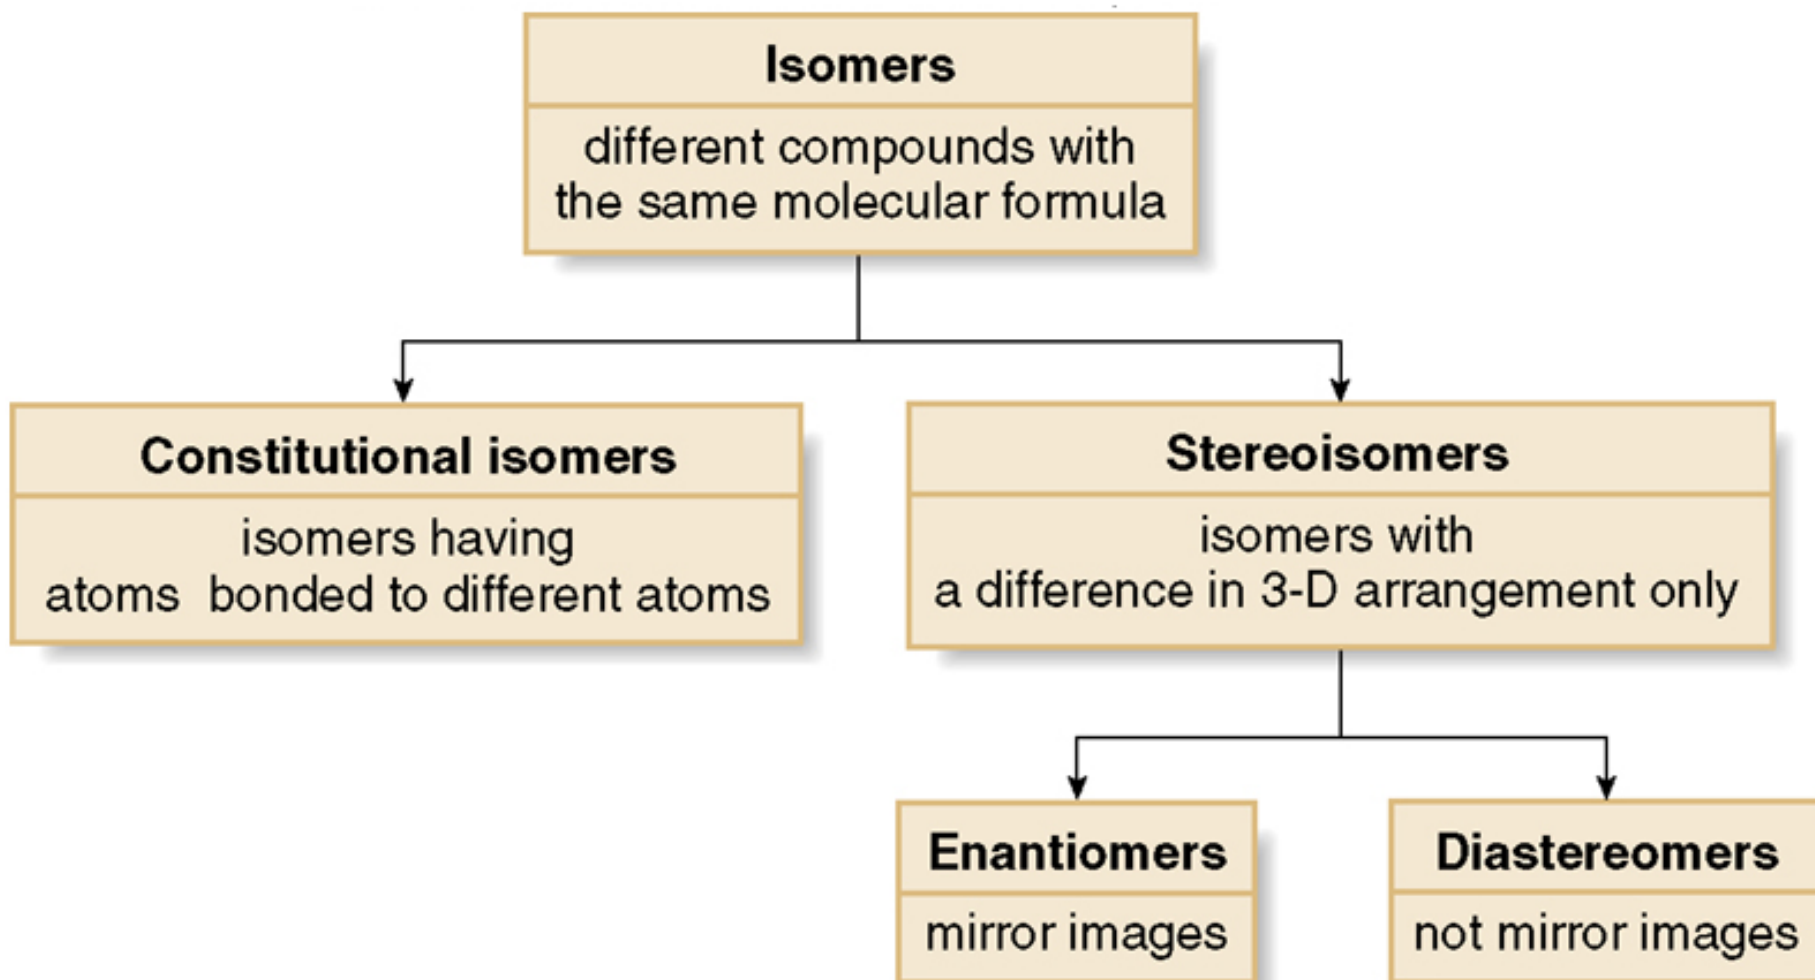 Isomers
different compounds with
the same molecular formula
Constitutional isomers
isomers having
atoms  bonded to different atoms
Stereoisomers
isomers with
a difference in 3-D arrangement only
Enantiomers
mirror images
Diastereomers
not mirror images